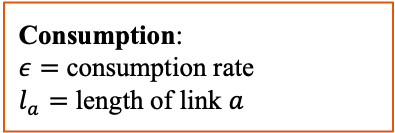 Consumption:
𝜖 = consumption rate
𝑙ₐ = length of link 𝑎